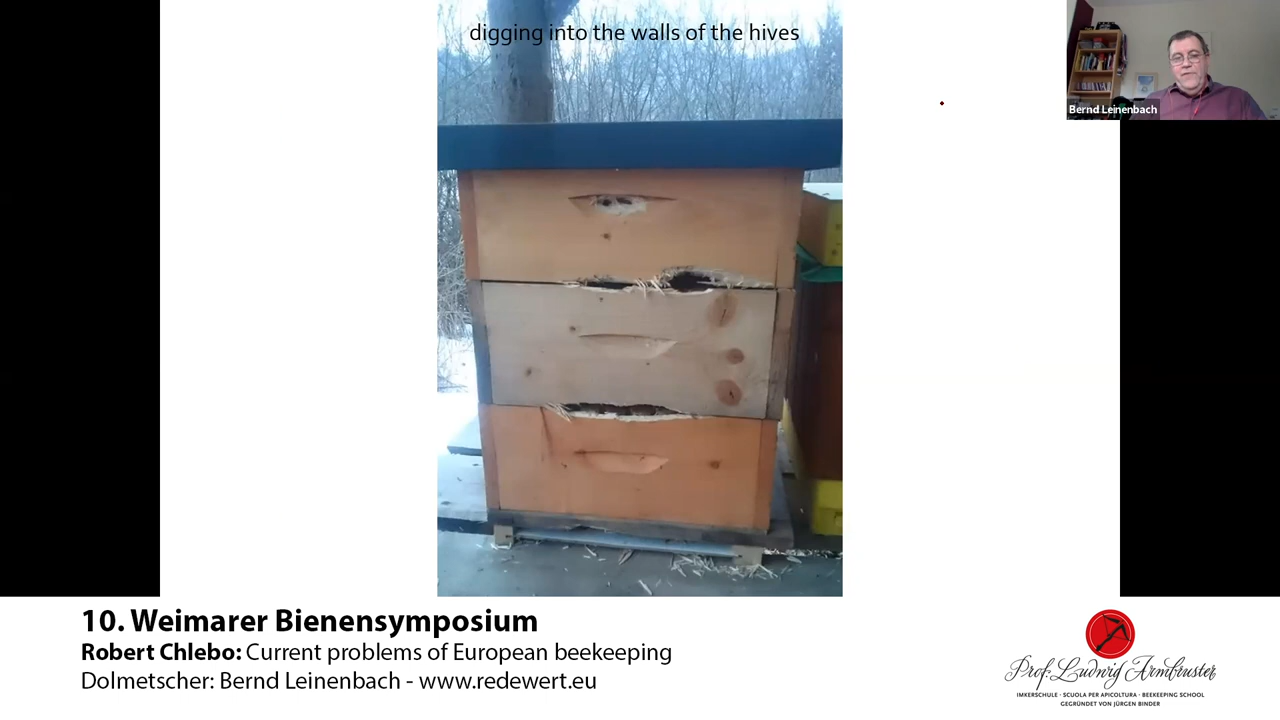 digging into the walls of the hives
Bernd Leinenbach
10. Weimarer Bienensymposium
Robert Chlebo: Current problems of European beekeeping
Dolmetscher: Bernd Leinenbach - www.redewert.eu
Prof. Ludwig Armbruster
IMKERSCHULE · SCUOLA PER APICOLTURA · BEEKEEPING SCHOOL
GEGRÜNDET VON JÜRGEN BINDER